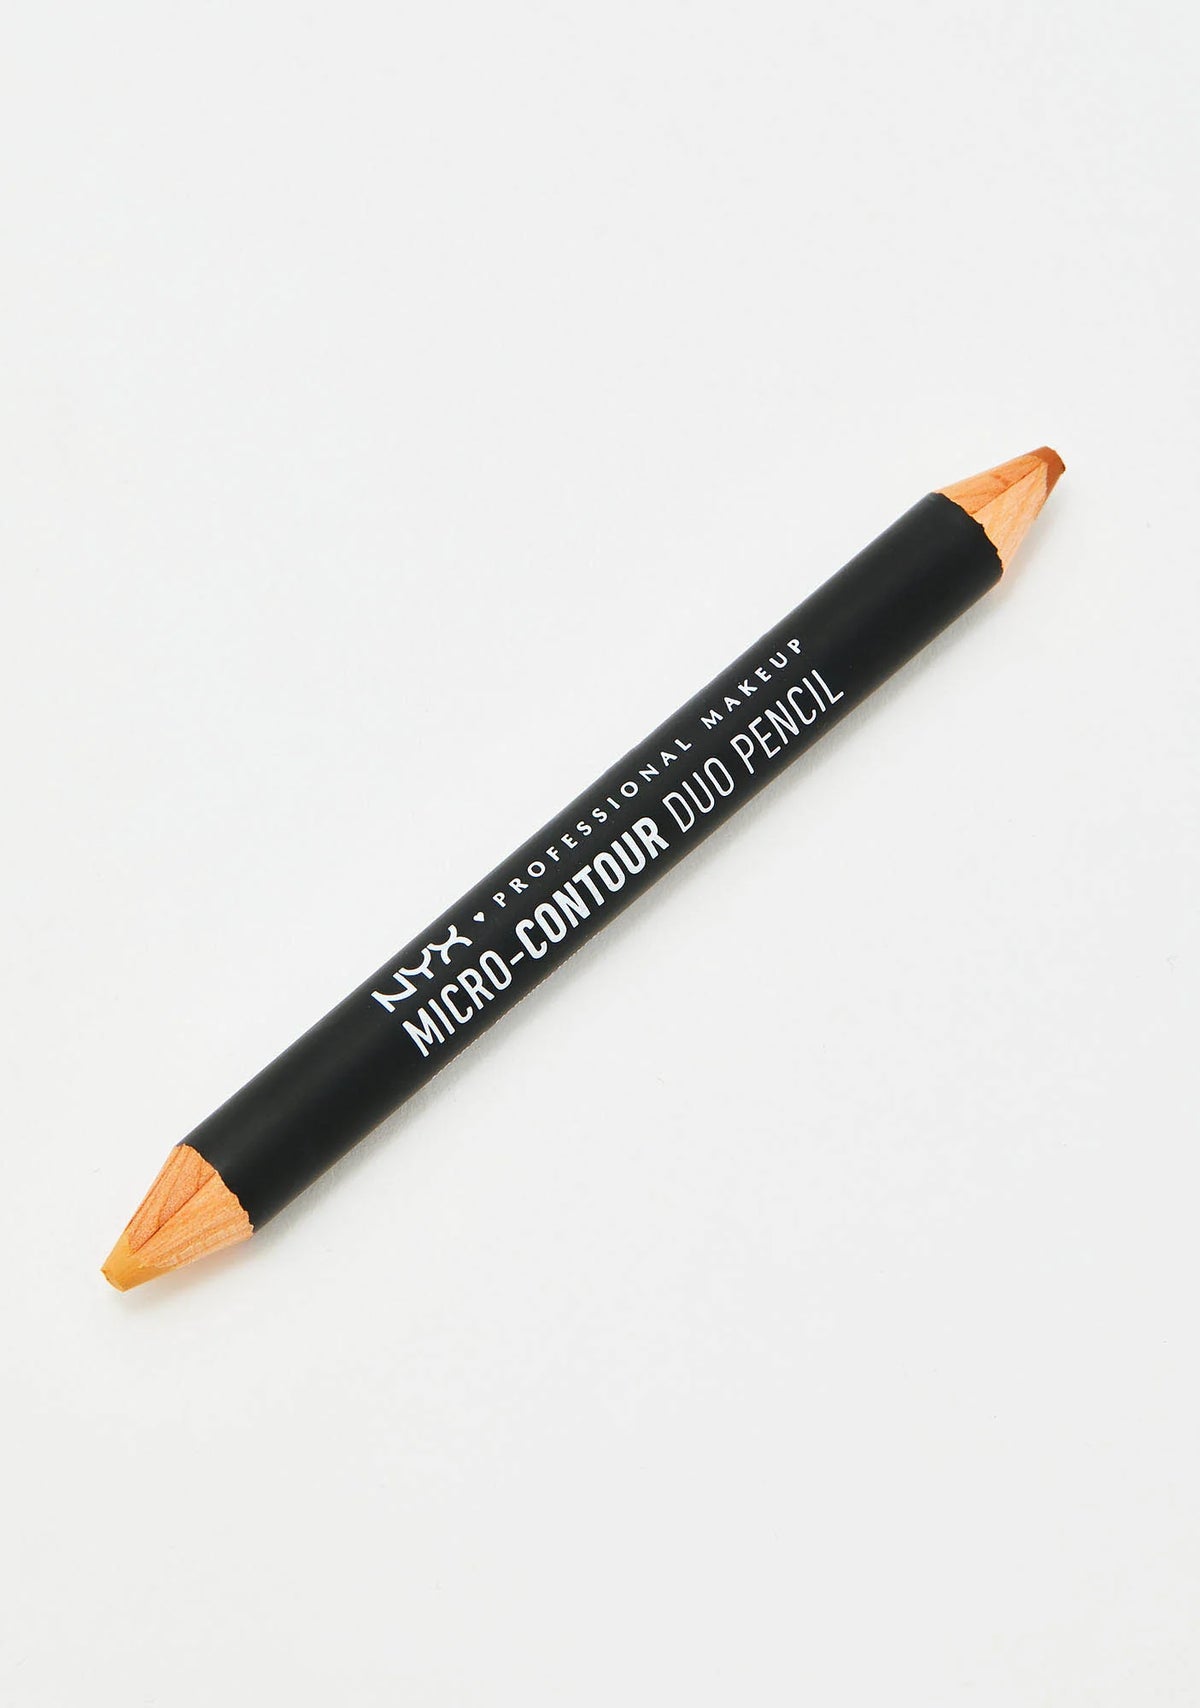 NYX ♥ PROFESSIONAL MAKEUP
MICRO-CONTOUR DUO PENCIL